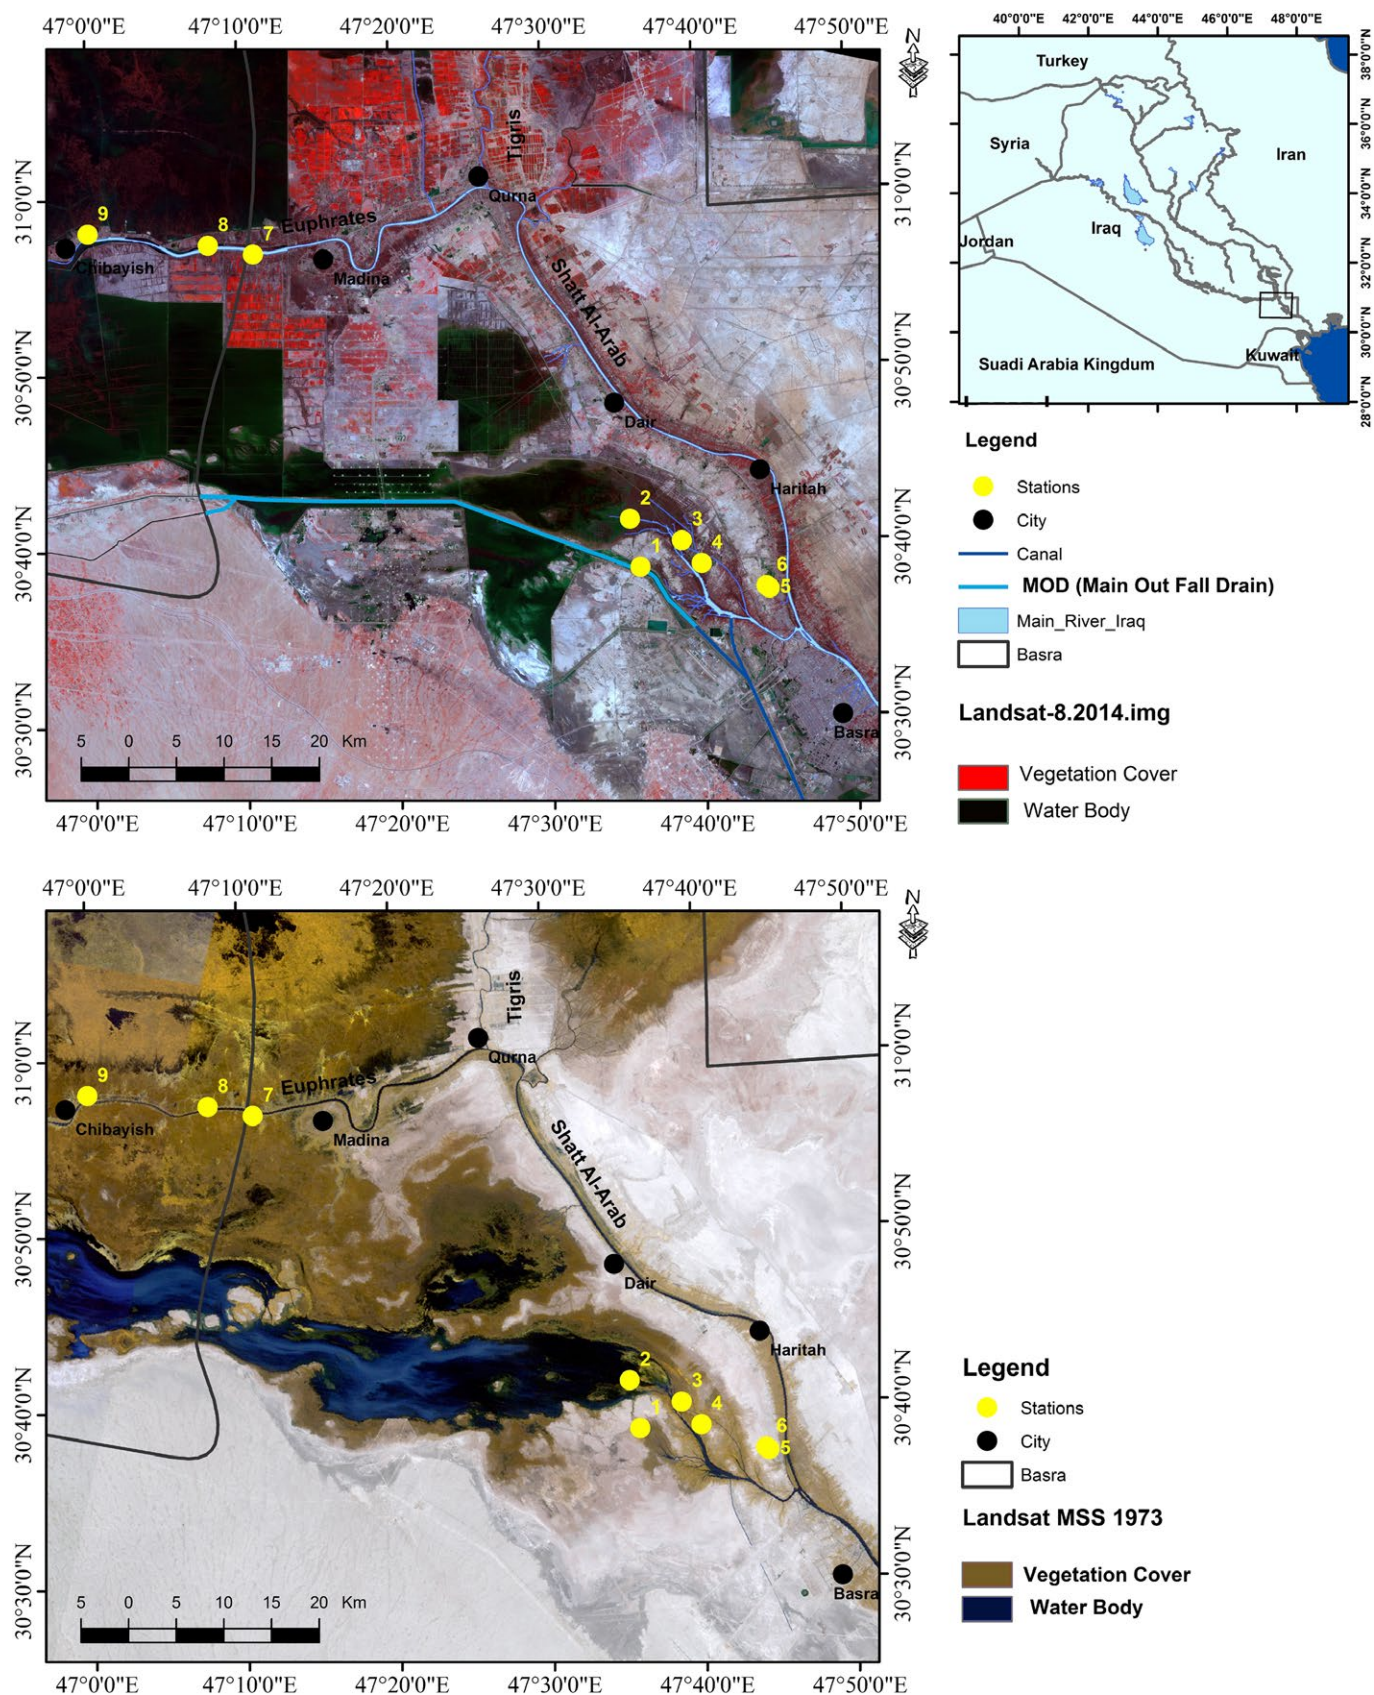 47°0'0"E 47°10'0"E 47°20'0"E 47°30'0"E 47°40'0"E 47°50'0"E
N
31°0'0"N
30°50'0"N
30°40'0"N
30°30'0"N
31°0'0"N
30°50'0"N
30°40'0"N
30°30'0"N
Tigris
Qurna
Euphrates
9
8
7
Chibayish
Madina
Shatt Al-Arab
Dair
Haritah
2
3
1
4
6
5
Basra
5 0 5 10 15 20 Km
47°0'0"E 47°10'0"E 47°20'0"E 47°30'0"E 47°40'0"E 47°50'0"E
40°0'0"E 42°0'0"E 44°0'0"E 46°0'0"E 48°0'0"E
38°0'0"N
36°0'0"N
34°0'0"N
32°0'0"N
30°0'0"N
28°0'0"N
Turkey
Syria
Iran
Iraq
Jordan
Kuwait
Suadi Arabia Kingdum
Legend
Stations
City
Canal
MOD (Main Out Fall Drain)
Main_River_Iraq
Basra
Landsat-8.2014.img
Vegetation Cover
Water Body
47°0'0"E 47°10'0"E 47°20'0"E 47°30'0"E 47°40'0"E 47°50'0"E
N
31°0'0"N
30°50'0"N
30°40'0"N
30°30'0"N
31°0'0"N
30°50'0"N
30°40'0"N
30°30'0"N
Tigris
Qurna
Euphrates
9
8
7
Chibayish
Madina
Shatt Al-Arab
Dair
Haritah
2
3
1
4
6
5
Basra
5 0 5 10 15 20 Km
47°0'0"E 47°10'0"E 47°20'0"E 47°30'0"E 47°40'0"E 47°50'0"E
Legend
Stations
City
Basra
Landsat MSS 1973
Vegetation Cover
Water Body